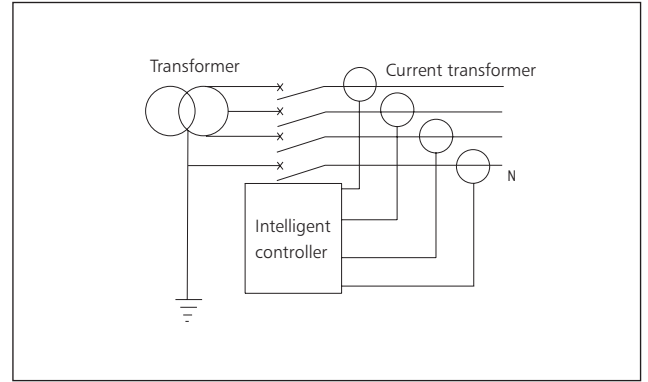 Transformer
Current transformer
N
Intelligent
controller